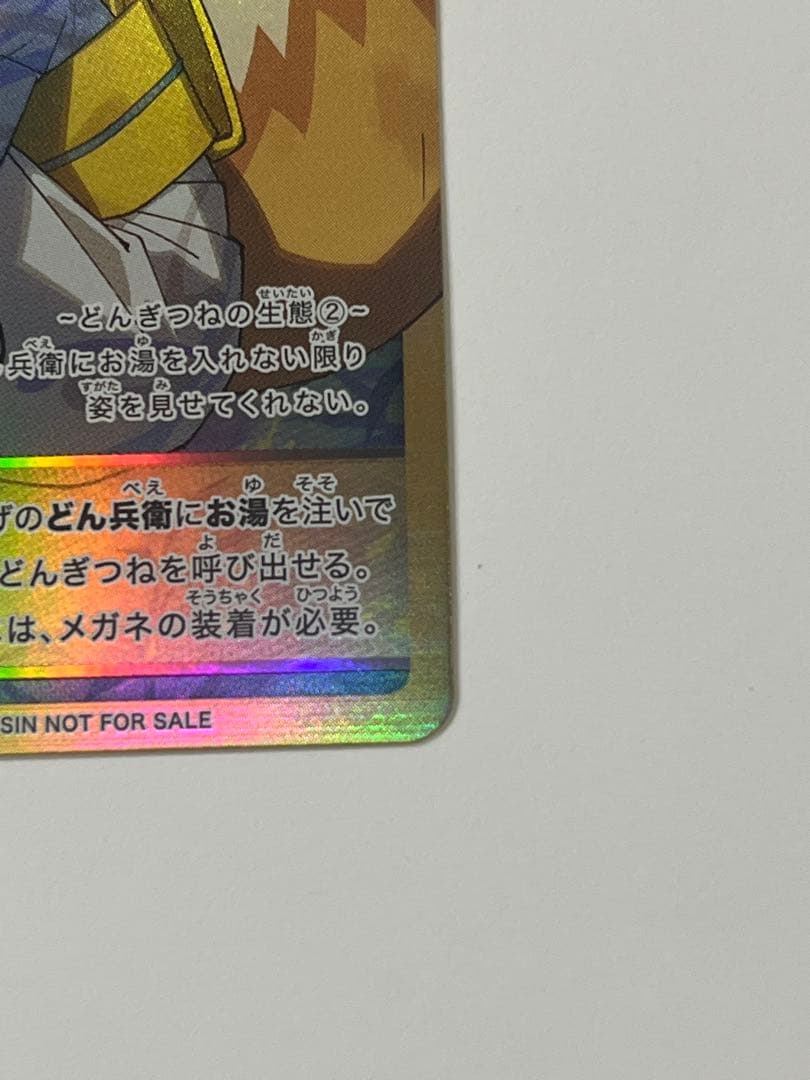 ~どんぎつねの生態②~
兵衛にお湯を入れない限り
姿を見せてくれない。
のどん兵衛にお湯を注いで
どんぎつねを呼び出せる。
は、メガネの装着が必要。
SIN NOT FOR SALE